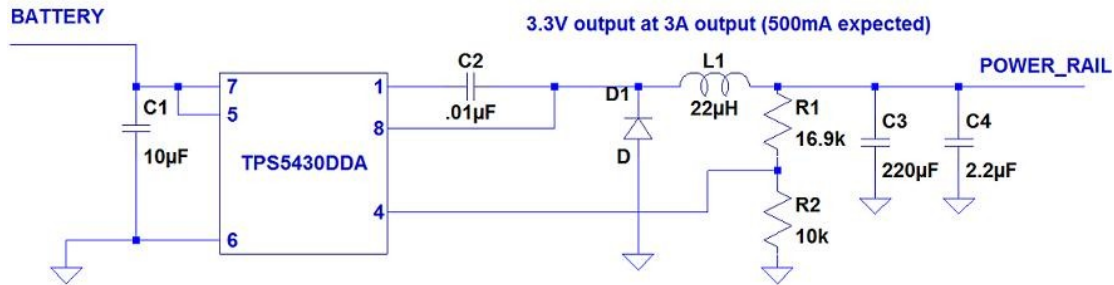 BATTERY
3.3V output at 3A output (500mA expected)
C2
L1
POWER_RAIL
7
1
C1
5
.01µF
D1
22µH
R1
C3
C4
8
16.9k
10µF
TPS5430DDA
D
220µF
2.2µF
4
R2
6
10k